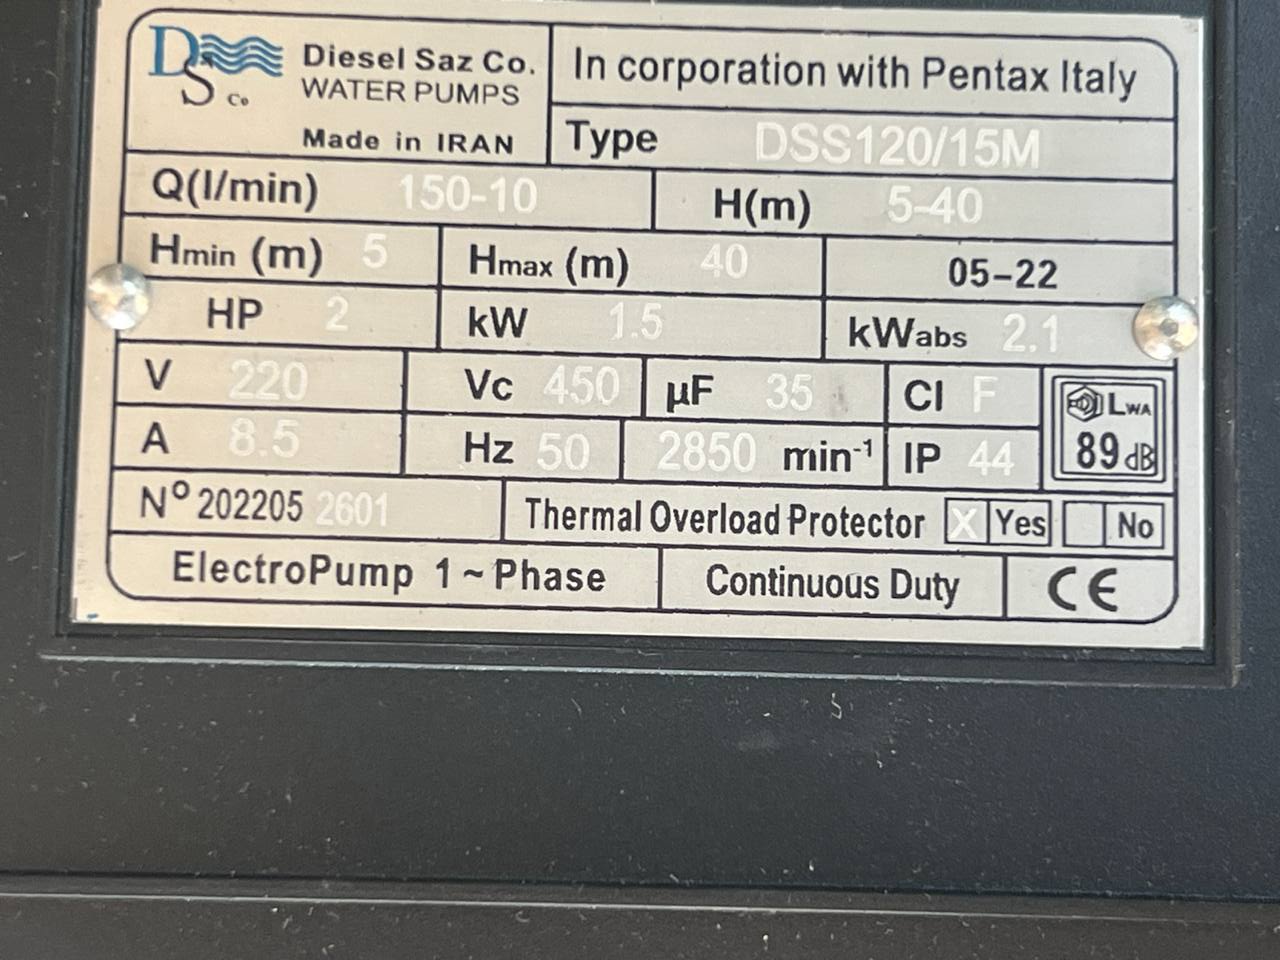 DS Co Diesel Saz Co.
WATER PUMPS
Made in IRAN
In corporation with Pentax Italy
Type DSS120/15M
Q(l/min) 150-10 H(m) 5-40
Hmin (m) 5 Hmax (m) 40 05-22
HP 2 kW 1.5 kWabs 2.1
V 220 Vc 450 µF 35 Cl F LWA
A 8.5 Hz 50 2850 min-1 IP 44 89 dB
Nº 202205 2601 Thermal Overload Protector X Yes No
ElectroPump 1 ~ Phase Continuous Duty CE